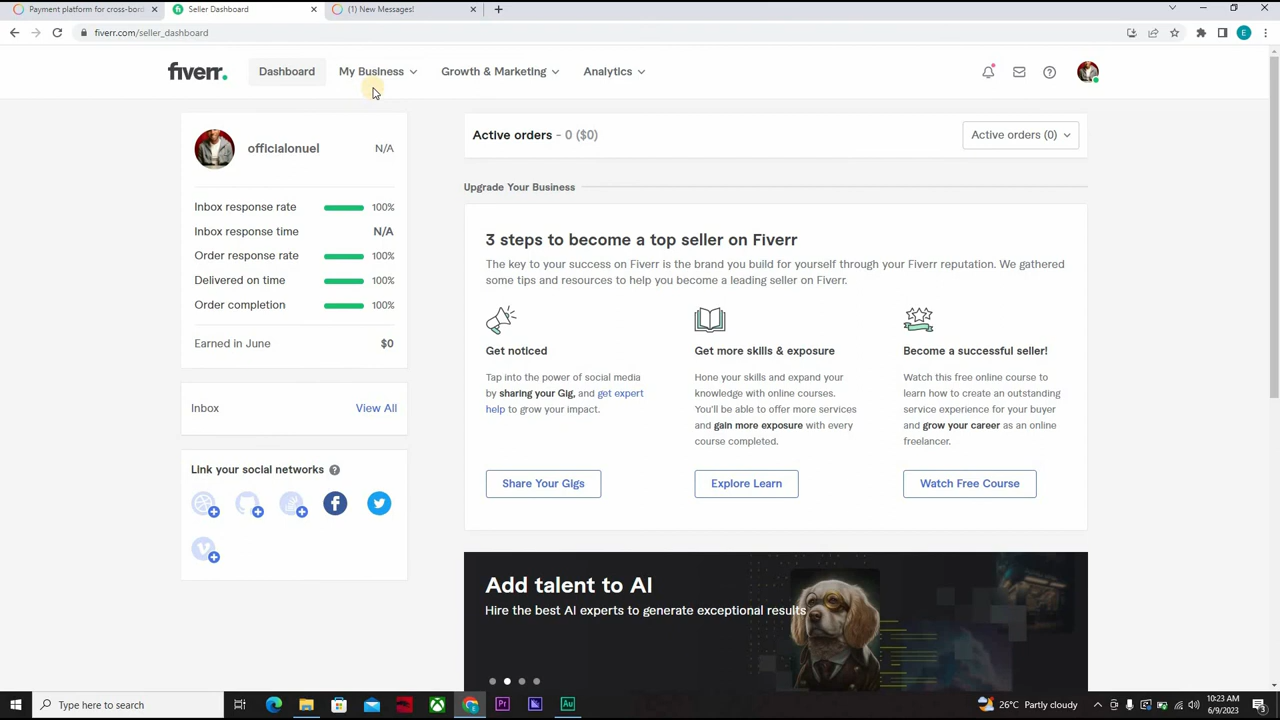 Payment platform for cross-bord
Seller Dashboard
(1) New Messages!
fiverr.com/seller_dashboard
E
fiverr.
Dashboard
My Business
Growth & Marketing
Analytics
officialonuel
N/A
Inbox response rate
100%
Inbox response time
N/A
Order response rate
100%
Delivered on time
100%
Order completion
100%
Earned in June
$0
Inbox
View All
Link your social networks
Active orders - 0 ($0)
Active orders (0)
Upgrade Your Business
3 steps to become a top seller on Fiverr
The key to your success on Fiverr is the brand you build for yourself through your Fiverr reputation. We gathered
some tips and resources to help you become a leading seller on Fiverr.
Get noticed
Tap into the power of social media
by sharing your Gig, and get expert
help to grow your impact.
Share Your Gigs
Get more skills & exposure
Hone your skills and expand your
knowledge with online courses.
You'll be able to offer more services
and gain more exposure with every
course completed.
Explore Learn
Become a successful seller!
Watch this free online course to
learn how to create an outstanding
service experience for your buyer
and grow your career as an online
freelancer.
Watch Free Course
Add talent to AI
Hire the best AI experts to generate exceptional results
Type here to search
Pr
Au
26°C Partly cloudy
10:23 AM
6/9/2023